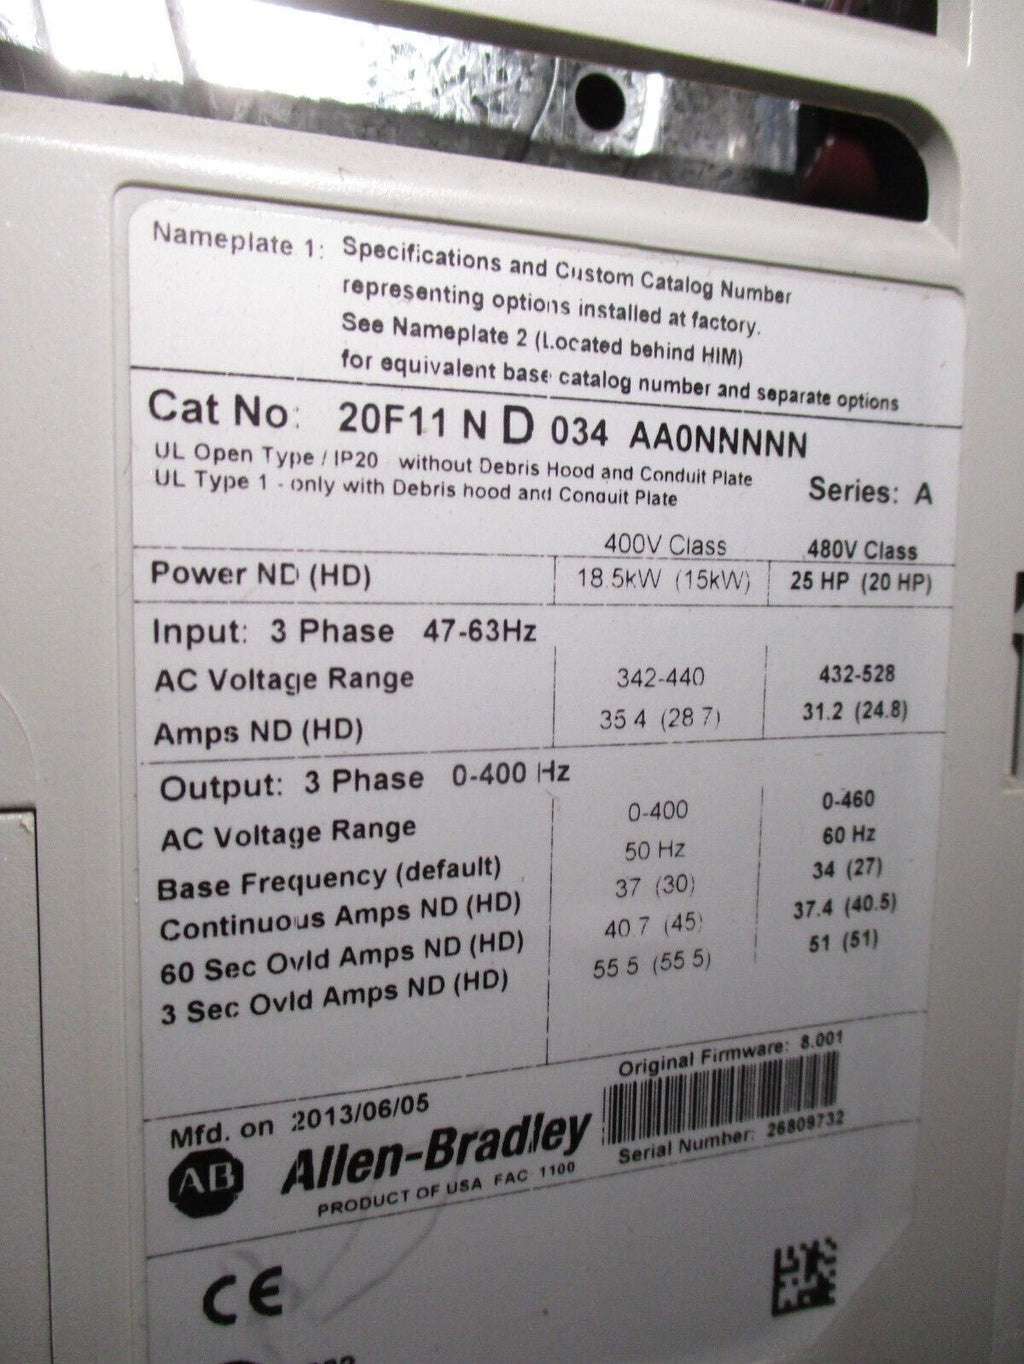 Nameplate 1: Specifications and Custom Catalog Number
representing options installed at factory.
See Nameplate 2 (Located behind HIM)
for equivalent base catalog number and separate options
Cat No: 20F11 N D 034 AA0NNNNN
UL Open Type / IP20 without Debris Hood and Conduit Plate
UL Type 1 - only with Debris hood and Conduit Plate
Series: A
400V Class 480V Class
Power ND (HD) 18.5kW (15kW) 25 HP (20 HP)
Input: 3 Phase 47-63Hz
AC Voltage Range 342-440 432-528
Amps ND (HD) 35.4 (28.7) 31.2 (24.8)
Output: 3 Phase 0-400 Hz
AC Voltage Range 0-400 0-460
Base Frequency (default) 50 Hz 60 Hz
Continuous Amps ND (HD) 37 (30) 34 (27)
60 Sec Ovld Amps ND (HD) 40.7 (45) 37.4 (40.5)
3 Sec Ovld Amps ND (HD) 55.5 (55.5) 51 (51)
Original Firmware: 8.001
Mfd. on 2013/06/05
Serial Number: 26809732
AB Allen-Bradley
PRODUCT OF USA FAC 1100
CE